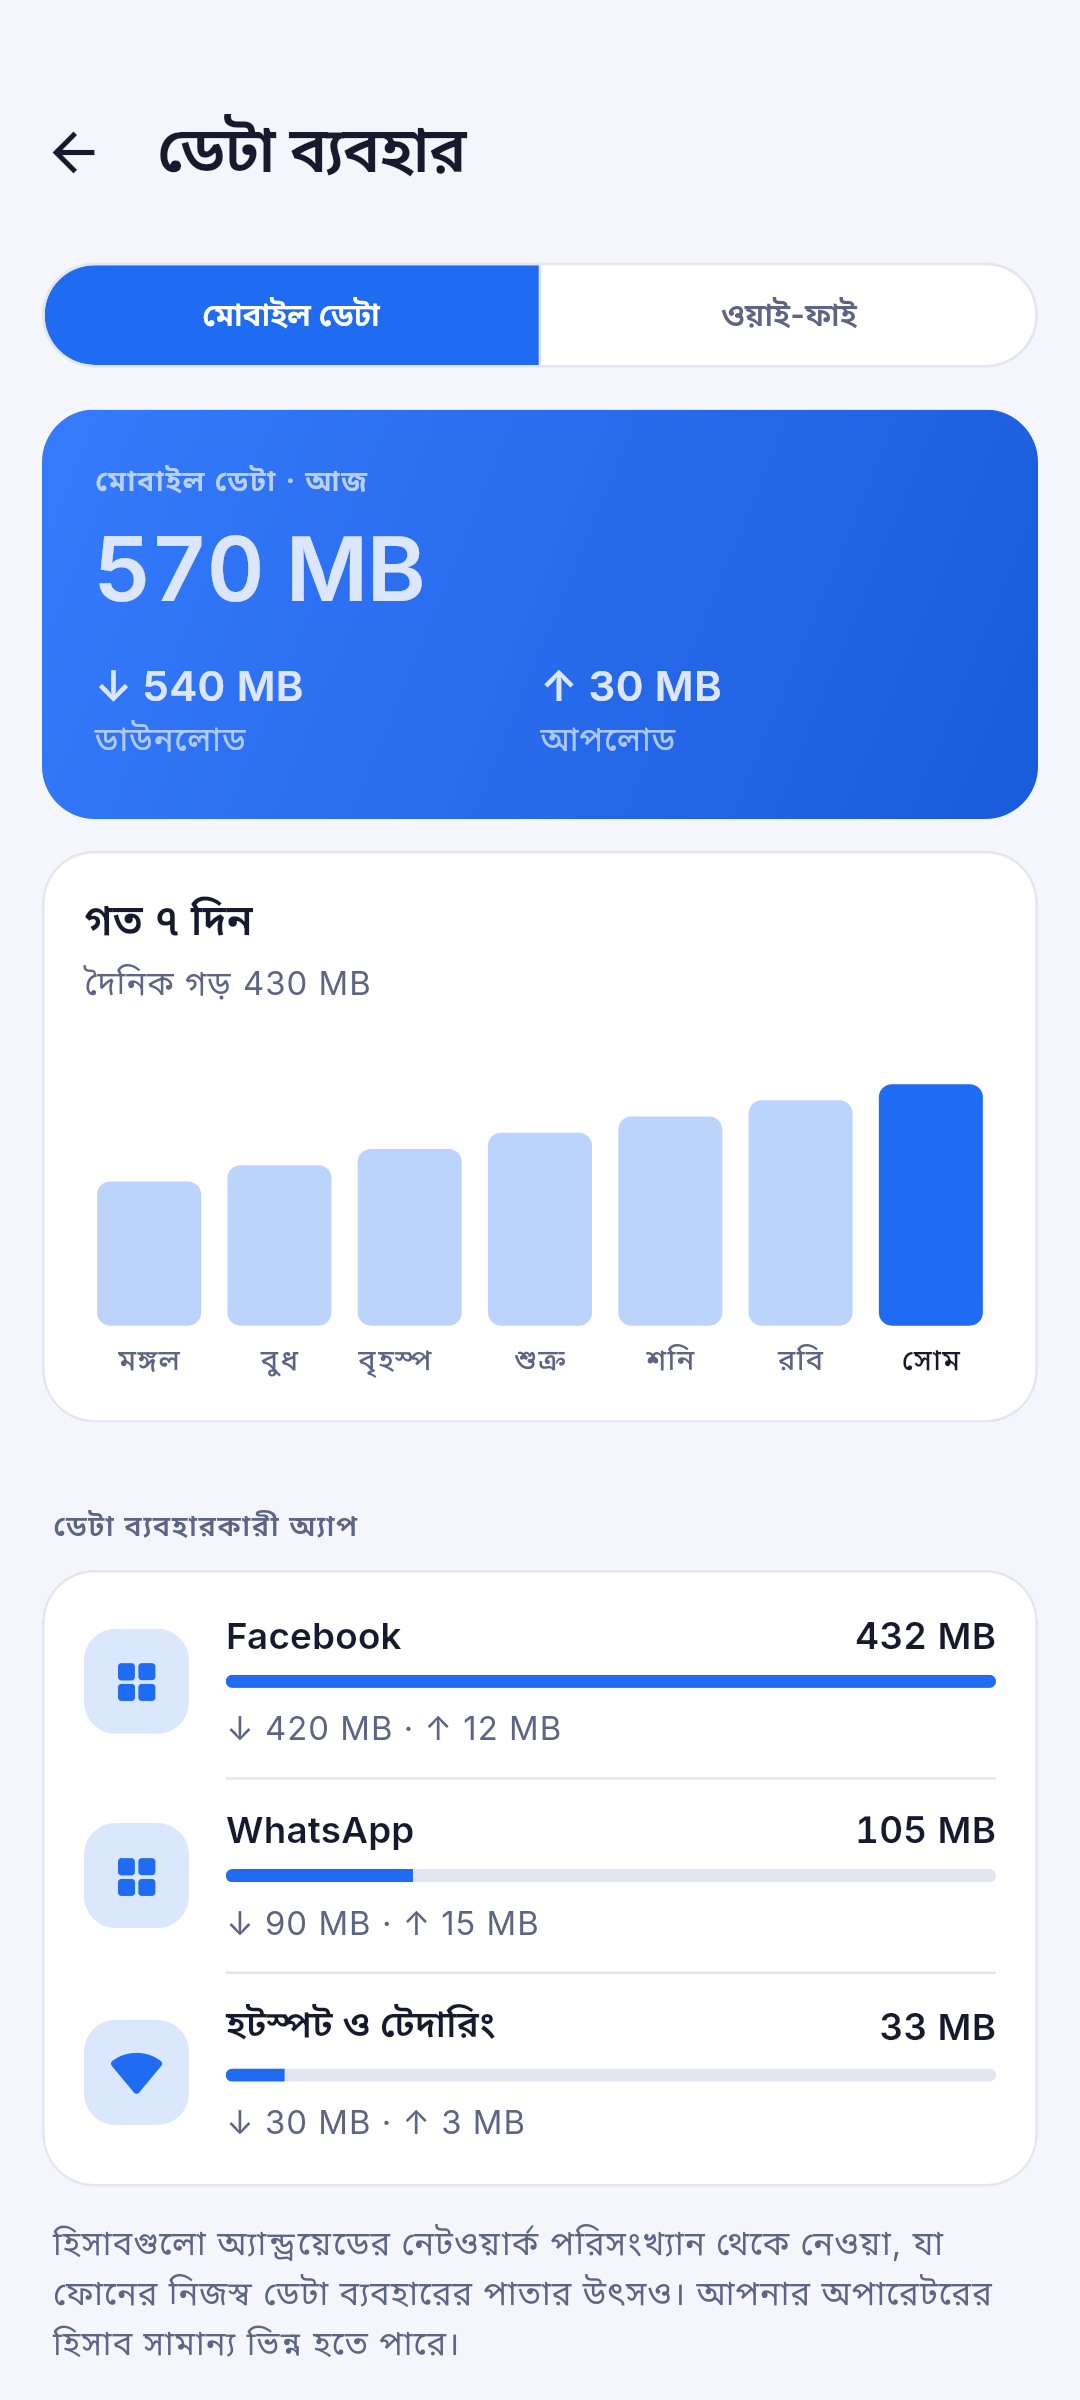 ডেটা ব্যবহার
মোবাইল ডেটা
ওয়াই-ফাই
মোবাইল ডেটা · আজ
570 MB
↓ 540 MB
↑ 30 MB
ডাউনলোড
আপলোড
গত ৭ দিন
দৈনিক গড় 430 MB
মঙ্গল বুধ বৃহস্প শুক্র শনি রবি সোম
ডেটা ব্যবহারকারী অ্যাপ
Facebook 432 MB
↓ 420 MB · ↑ 12 MB
WhatsApp 105 MB
↓ 90 MB · ↑ 15 MB
হটস্পট ও টেদারিং 33 MB
↓ 30 MB · ↑ 3 MB
হিসাবগুলো অ্যান্ড্রয়েডের নেটওয়ার্ক পরিসংখ্যান থেকে নেওয়া, যা
ফোনের নিজস্ব ডেটা ব্যবহারের পাতার উৎসও। আপনার অপারেটরের
হিসাব সামান্য ভিন্ন হতে পারে।